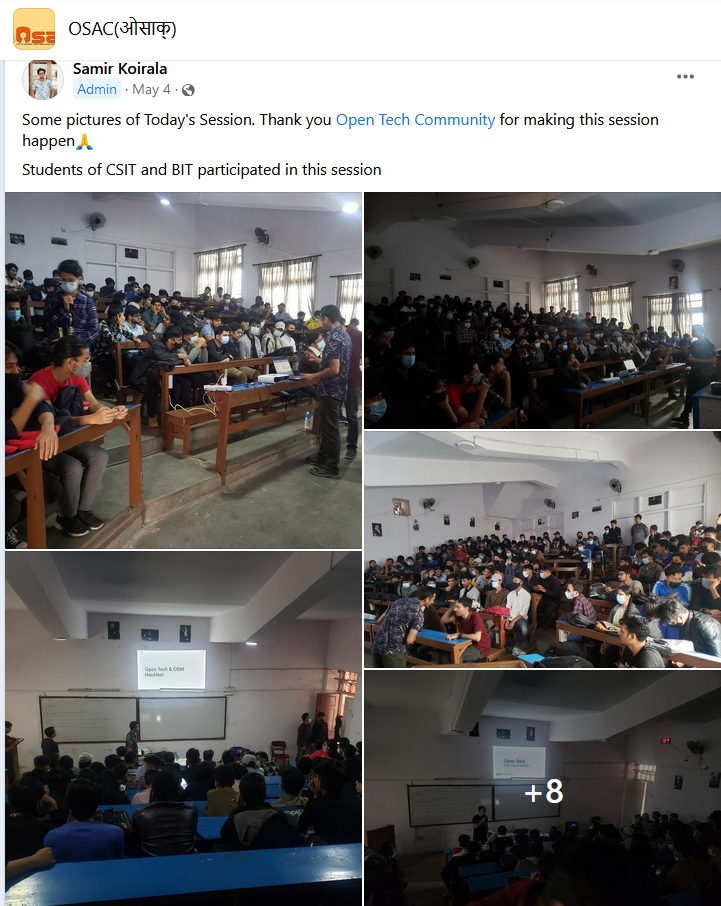 OSAC(ओसाक्)
Samir Koirala
Admin · May 4 ·
Some pictures of Today's Session. Thank you Open Tech Community for making this session
happen🙏
Students of CSIT and BIT participated in this session
Open Tech & OSM
Hackfest
Open Data
+8